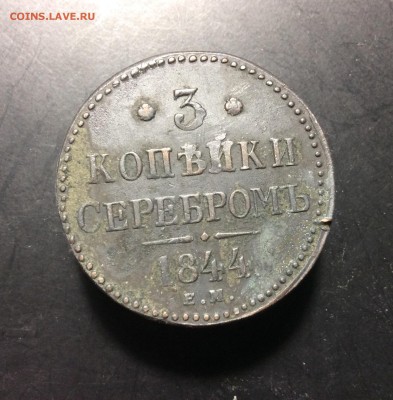 COINS.LAVE.RU
3
КОПѢЙКИ
СЕРЕБРОМЪ
1844
Е.М.